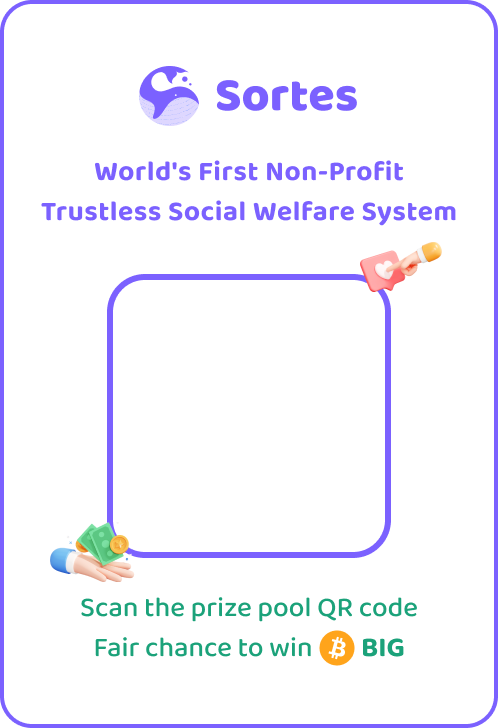 Sortes
World's First Non-Profit
Trustless Social Welfare System
Scan the prize pool QR code
Fair chance to win BIG